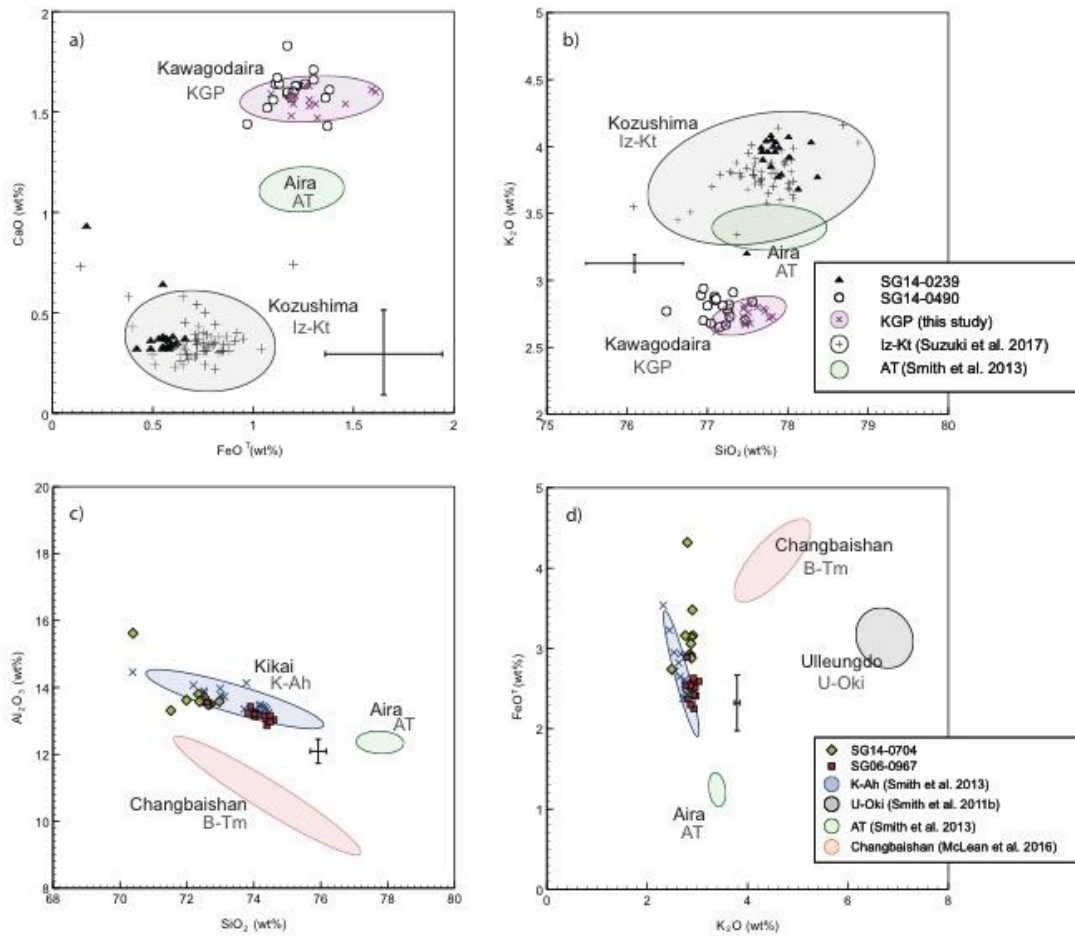 a)
2
1.5
1
0.5
0
0.5
1
1.5
2
CaO (wt%)
FeOᵀ(wt%)
Kawagodaira
KGP
Aira
AT
Kozushima
Iz-Kt
b)
5
4.5
4
3.5
3
2.5
2
75
76
77
78
79
80
K₂O (wt%)
SiO₂ (wt%)
Kozushima
Iz-Kt
Aira
AT
Kawagodaira
KGP
SG14-0239
SG14-0490
KGP (this study)
Iz-Kt (Suzuki et al. 2017)
AT (Smith et al. 2013)
c)
20
18
16
14
12
10
8
70
72
74
76
78
80
Al₂O₃ (wt%)
SiO₂ (wt%)
Kikai
K-Ah
Aira
AT
Changbaishan
B-Tm
d)
5
4
3
2
1
0
0
2
4
6
8
FeOᵀ(wt%)
K₂O (wt%)
Changbaishan
B-Tm
Ulleungdo
U-Oki
Aira
AT
SG14-0704
SG06-0967
K-Ah (Smith et al. 2013)
U-Oki (Smith et al. 2011b)
AT (Smith et al. 2013)
Changbaishan (McLean et al. 2016)